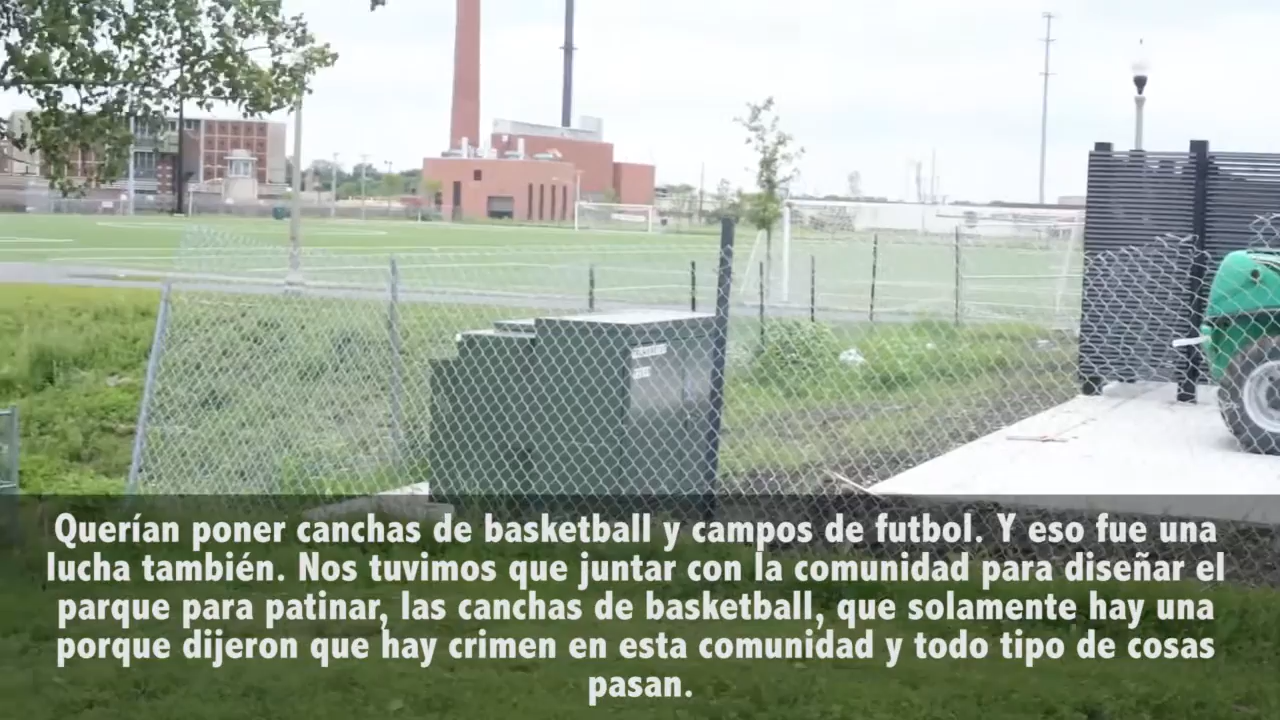 Querían poner canchas de basketball y campos de futbol. Y eso fue una
lucha también. Nos tuvimos que juntar con la comunidad para diseñar el
parque para patinar, las canchas de basketball, que solamente hay una
porque dijeron que hay crimen en esta comunidad y todo tipo de cosas
pasan.